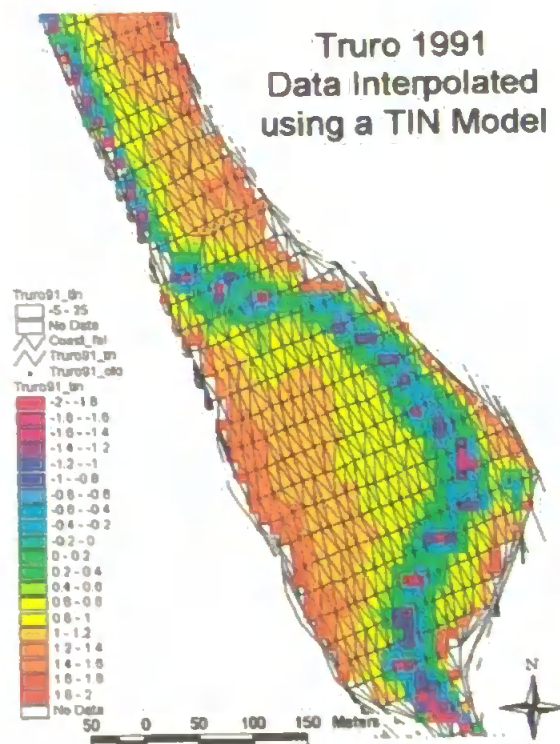 Truro 1991
Data Interpolated
using a TIN Model
Truro91_tin
-5 - 25
No Data
Truro91_tin
-2 - -1.8
-1.8 - -1.6
-1.6 - -1.4
-1.4 - -1.2
-1.2 - -1
-1 - -0.8
-0.8 - -0.6
-0.6 - -0.4
-0.4 - -0.2
-0.2 - 0
0 - 0.2
0.2 - 0.4
0.4 - 0.6
0.6 - 0.8
0.8 - 1
1 - 1.2
1.2 - 1.4
1.4 - 1.6
1.6 - 1.8
1.8 - 2
No Data
N
50 0 50 100 150 Meters